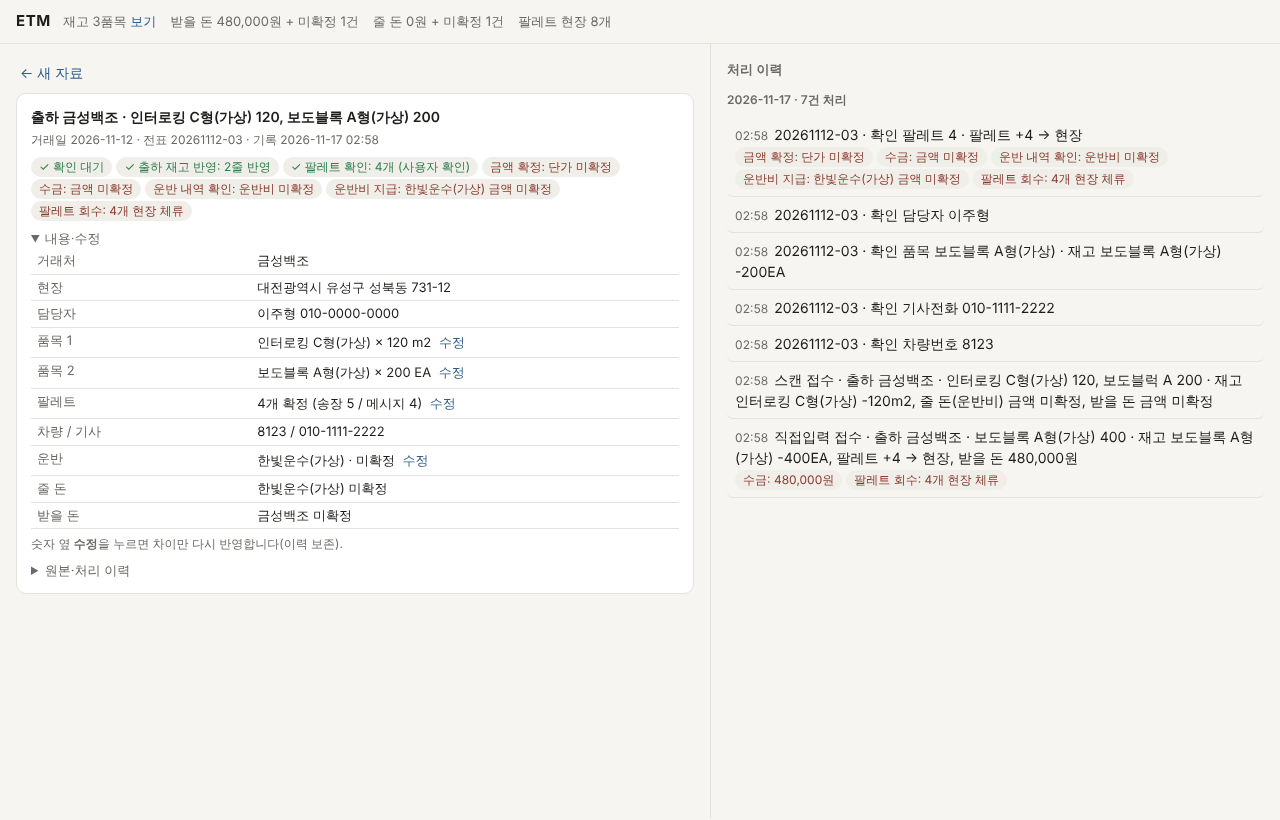 ETM 재고 3품목 보기 받을 돈 480,000원 + 미확정 1건 줄 돈 0원 + 미확정 1건 팔레트 현장 8개
← 새 자료
출하 금성백조 · 인터로킹 C형(가상) 120, 보도블록 A형(가상) 200
거래일 2026-11-12 · 전표 20261112-03 · 기록 2026-11-17 02:58
✓ 확인 대기 ✓ 출하 재고 반영: 2줄 반영 ✓ 팔레트 확인: 4개 (사용자 확인) 금액 확정: 단가 미확정
수금: 금액 미확정 운반 내역 확인: 운반비 미확정 운반비 지급: 한빛운수(가상) 금액 미확정
팔레트 회수: 4개 현장 체류
▼ 내용·수정
거래처 금성백조
현장 대전광역시 유성구 성북동 731-12
담당자 이주형 010-0000-0000
품목 1 인터로킹 C형(가상) × 120 m2 수정
품목 2 보도블록 A형(가상) × 200 EA 수정
팔레트 4개 확정 (송장 5 / 메시지 4) 수정
차량 / 기사 8123 / 010-1111-2222
운반 한빛운수(가상) · 미확정 수정
줄 돈 한빛운수(가상) 미확정
받을 돈 금성백조 미확정
숫자 옆 수정을 누르면 차이만 다시 반영합니다(이력 보존).
▶ 원본·처리 이력
처리 이력
2026-11-17 · 7건 처리
02:58 20261112-03 · 확인 팔레트 4 · 팔레트 +4 → 현장
금액 확정: 단가 미확정 수금: 금액 미확정 운반 내역 확인: 운반비 미확정
운반비 지급: 한빛운수(가상) 금액 미확정 팔레트 회수: 4개 현장 체류
02:58 20261112-03 · 확인 담당자 이주형
02:58 20261112-03 · 확인 품목 보도블록 A형(가상) · 재고 보도블록 A형(가상)
-200EA
02:58 20261112-03 · 확인 기사전화 010-1111-2222
02:58 20261112-03 · 확인 차량번호 8123
02:58 스캔 접수 · 출하 금성백조 · 인터로킹 C형(가상) 120, 보도블럭 A 200 · 재고
인터로킹 C형(가상) -120m2, 줄 돈(운반비) 금액 미확정, 받을 돈 금액 미확정
02:58 직접입력 접수 · 출하 금성백조 · 보도블록 A형(가상) 400 · 재고 보도블록 A형
(가상) -400EA, 팔레트 +4 → 현장, 받을 돈 480,000원
수금: 480,000원 팔레트 회수: 4개 현장 체류